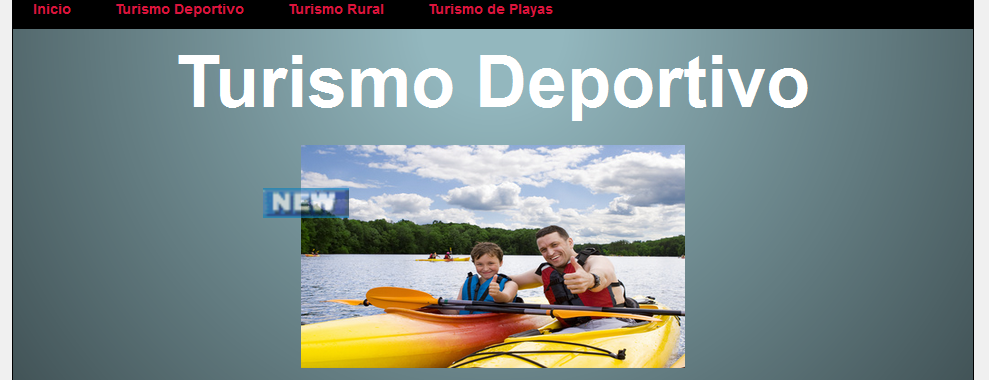 Inicio Turismo Deportivo Turismo Rural Turismo de Playas
Turismo Deportivo
NEW